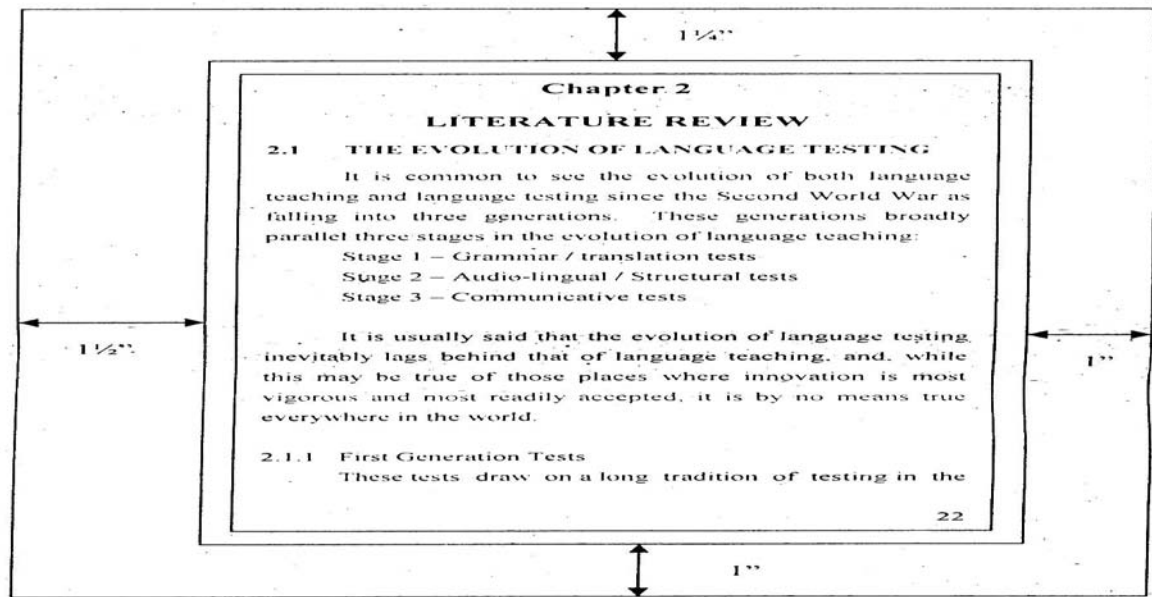 1¼”
Chapter 2
LITERATURE REVIEW
2.1 THE EVOLUTION OF LANGUAGE TESTING
It is common to see the evolution of both language
teaching and language testing since the Second World War as
falling into three generations. These generations broadly
parallel three stages in the evolution of language teaching:
Stage 1 – Grammar / translation tests
Stage 2 – Audio-lingual / Structural tests
Stage 3 – Communicative tests
1½”
1”
It is usually said that the evolution of language testing
inevitably lags behind that of language teaching, and, while
this may be true of those places where innovation is most
vigorous and most readily accepted, it is by no means true
everywhere in the world.
2.1.1 First Generation Tests
These tests draw on a long tradition of testing in the
22
1”